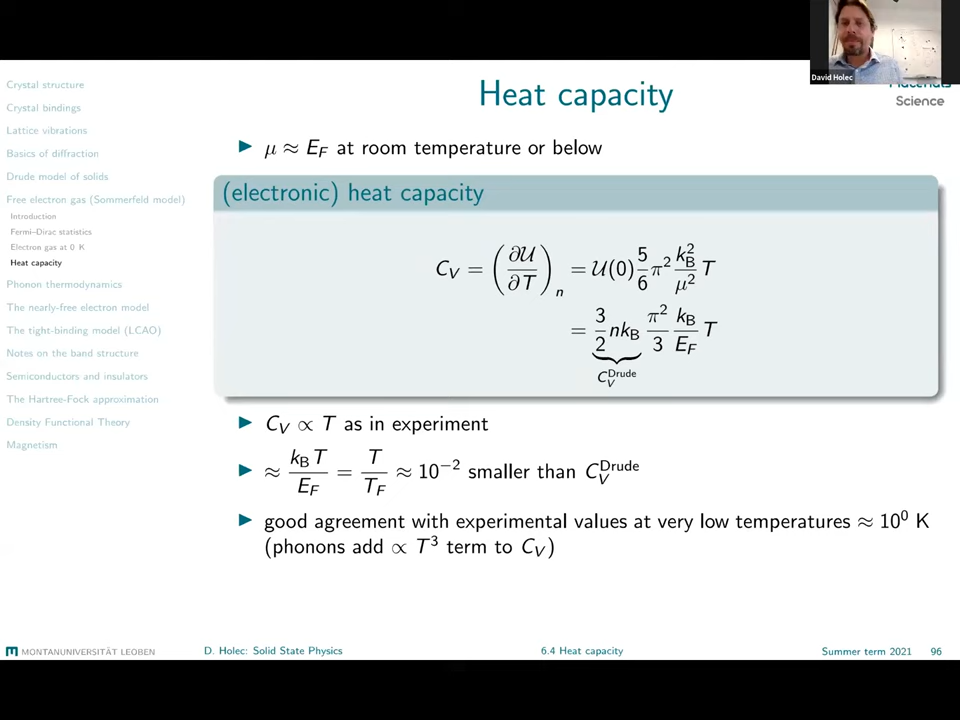 David Holec
Materials
Science
Crystal structure
Crystal bindings
Lattice vibrations
Basics of diffraction
Drude model of solids
Free electron gas (Sommerfeld model)
Introduction
Fermi–Dirac statistics
Electron gas at 0 K
Heat capacity
Phonon thermodynamics
The nearly-free electron model
The tight-binding model (LCAO)
Notes on the band structure
Semiconductors and insulators
The Hartree-Fock approximation
Density Functional Theory
Magnetism
Heat capacity
▶ μ ≈ E_F at room temperature or below
(electronic) heat capacity
C_V = (∂𝒰/∂T)_n = 𝒰(0) 5/6 π² k_B²/μ² T
= 3/2 nk_B π²/3 k_B/E_F T
C_V^Drude
▶ C_V ∝ T as in experiment
▶ ≈ k_B T/E_F = T/T_F ≈ 10⁻² smaller than C_V^Drude
▶ good agreement with experimental values at very low temperatures ≈ 10⁰ K
(phonons add ∝ T³ term to C_V)
MONTANUNIVERSITÄT LEOBEN
D. Holec: Solid State Physics
6.4 Heat capacity
Summer term 2021 96